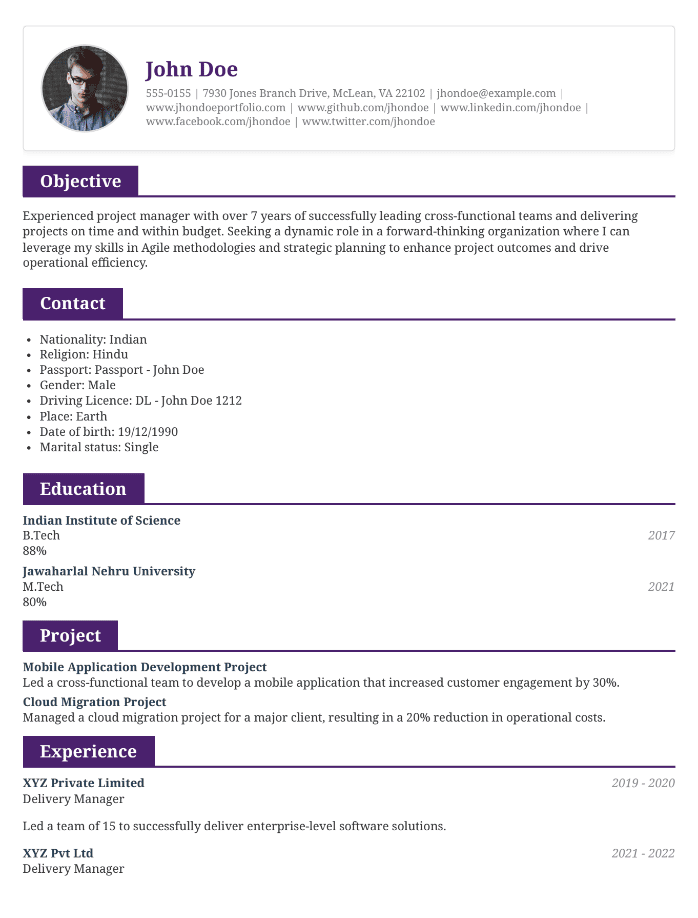 John Doe
555-0155 | 7930 Jones Branch Drive, McLean, VA 22102 | jhondoe@example.com |
www.jhondoeportfolio.com | www.github.com/jhondoe | www.linkedin.com/jhondoe |
www.facebook.com/jhondoe | www.twitter.com/jhondoe
Objective
Experienced project manager with over 7 years of successfully leading cross-functional teams and delivering
projects on time and within budget. Seeking a dynamic role in a forward-thinking organization where I can
leverage my skills in Agile methodologies and strategic planning to enhance project outcomes and drive
operational efficiency.
Contact
• Nationality: Indian
• Religion: Hindu
• Passport: Passport - John Doe
• Gender: Male
• Driving Licence: DL - John Doe 1212
• Place: Earth
• Date of birth: 19/12/1990
• Marital status: Single
Education
Indian Institute of Science
B.Tech 2017
88%
Jawaharlal Nehru University
M.Tech 2021
80%
Project
Mobile Application Development Project
Led a cross-functional team to develop a mobile application that increased customer engagement by 30%.
Cloud Migration Project
Managed a cloud migration project for a major client, resulting in a 20% reduction in operational costs.
Experience
XYZ Private Limited 2019 - 2020
Delivery Manager
Led a team of 15 to successfully deliver enterprise-level software solutions.
XYZ Pvt Ltd 2021 - 2022
Delivery Manager